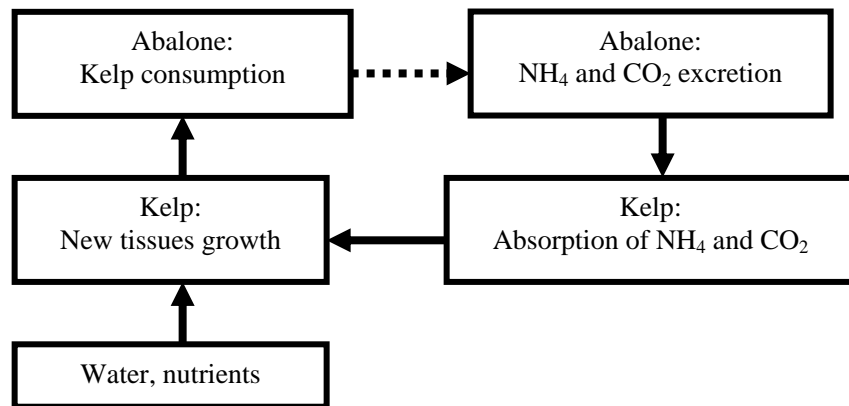 Abalone:
Kelp consumption
Abalone:
NH₄ and CO₂ excretion
Kelp:
New tissues growth
Kelp:
Absorption of NH₄ and CO₂
Water, nutrients